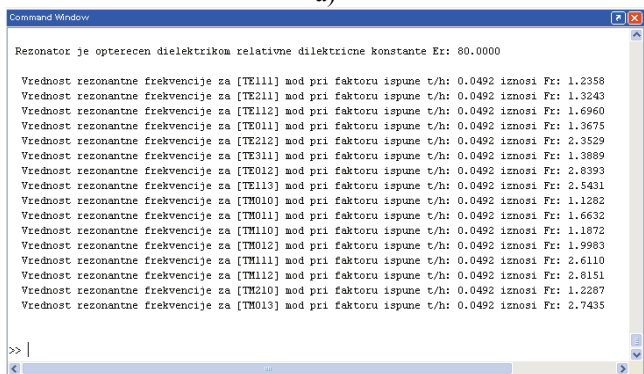 a)
Command Window
Rezonator je opterecen dielektrikom relativne dilektricne konstante Er: 80.0000
Vrednost rezonantne frekvencije za [TE111] mod pri faktoru ispune t/h: 0.0492 iznosi Fr: 1.2358
Vrednost rezonantne frekvencije za [TE211] mod pri faktoru ispune t/h: 0.0492 iznosi Fr: 1.3243
Vrednost rezonantne frekvencije za [TE112] mod pri faktoru ispune t/h: 0.0492 iznosi Fr: 1.6960
Vrednost rezonantne frekvencije za [TE011] mod pri faktoru ispune t/h: 0.0492 iznosi Fr: 1.3675
Vrednost rezonantne frekvencije za [TE212] mod pri faktoru ispune t/h: 0.0492 iznosi Fr: 2.3529
Vrednost rezonantne frekvencije za [TE311] mod pri faktoru ispune t/h: 0.0492 iznosi Fr: 1.3889
Vrednost rezonantne frekvencije za [TE012] mod pri faktoru ispune t/h: 0.0492 iznosi Fr: 2.8393
Vrednost rezonantne frekvencije za [TE113] mod pri faktoru ispune t/h: 0.0492 iznosi Fr: 2.5431
Vrednost rezonantne frekvencije za [TM010] mod pri faktoru ispune t/h: 0.0492 iznosi Fr: 1.1282
Vrednost rezonantne frekvencije za [TM011] mod pri faktoru ispune t/h: 0.0492 iznosi Fr: 1.6632
Vrednost rezonantne frekvencije za [TM110] mod pri faktoru ispune t/h: 0.0492 iznosi Fr: 1.1872
Vrednost rezonantne frekvencije za [TM012] mod pri faktoru ispune t/h: 0.0492 iznosi Fr: 1.9983
Vrednost rezonantne frekvencije za [TM111] mod pri faktoru ispune t/h: 0.0492 iznosi Fr: 2.6110
Vrednost rezonantne frekvencije za [TM112] mod pri faktoru ispune t/h: 0.0492 iznosi Fr: 2.8151
Vrednost rezonantne frekvencije za [TM210] mod pri faktoru ispune t/h: 0.0492 iznosi Fr: 1.2287
Vrednost rezonantne frekvencije za [TM013] mod pri faktoru ispune t/h: 0.0492 iznosi Fr: 2.7435
>>